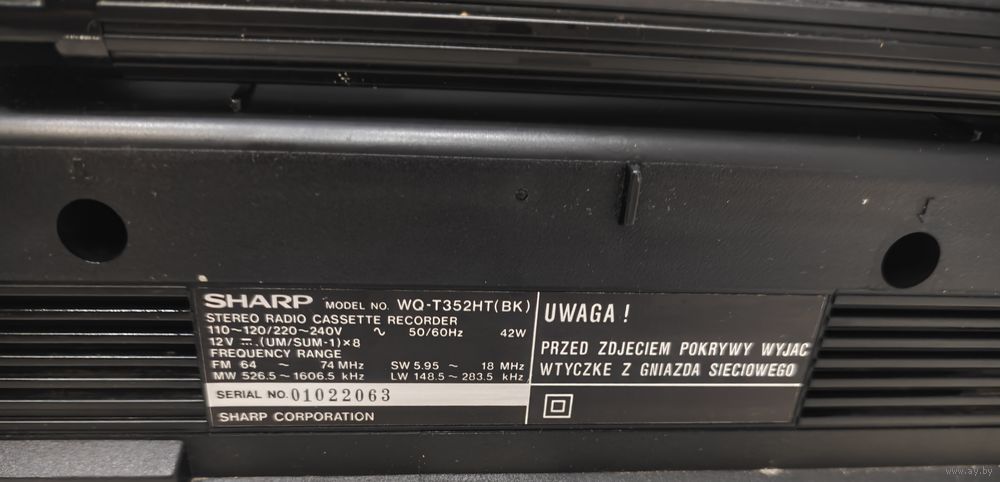 SHARP MODEL NO. WQ-T352HT(BK)
STEREO RADIO CASSETTE RECORDER
110~120/220~240V ∿ 50/60Hz 42W
12V ⎓ (UM/SUM-1)×8
FREQUENCY RANGE
FM 64 ~ 74 MHz SW 5.95 ~ 18 MHz
MW 526.5~1606.5 kHz LW 148.5~283.5 kHz
SERIAL NO. 01022063
SHARP CORPORATION
UWAGA !
PRZED ZDJECIEM POKRYWY WYJAC
WTYCZKE Z GNIAZDA SIECIOWEGO
www.ay.by